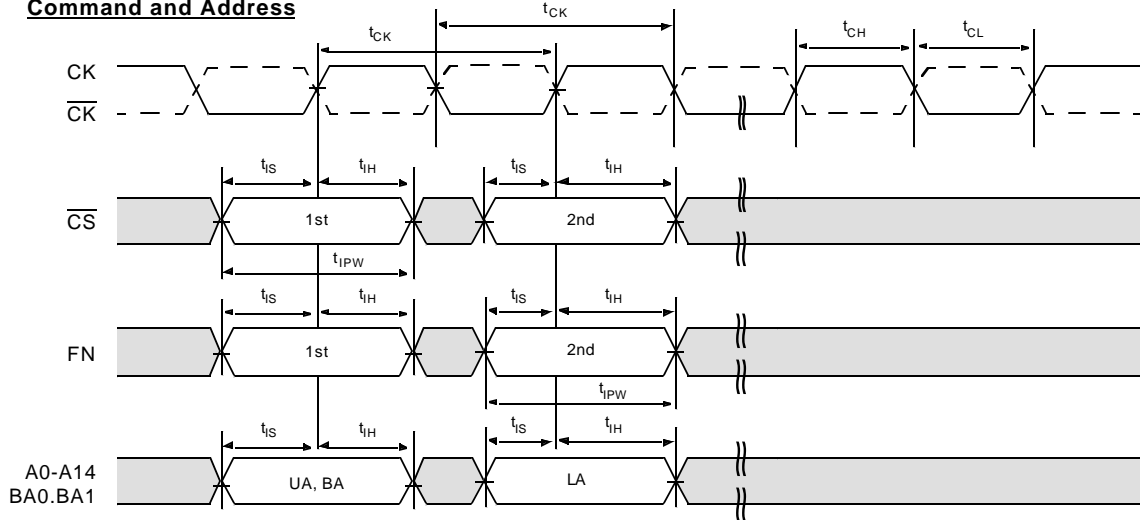 Command and Address
tCK
tCK
tCH
tCL
CK
CK
tIS
tIH
tIS
tIH
CS
1st
2nd
tIPW
tIS
tIH
tIS
tIH
FN
1st
2nd
tIPW
tIS
tIH
tIS
tIH
A0-A14
BA0.BA1
UA, BA
LA